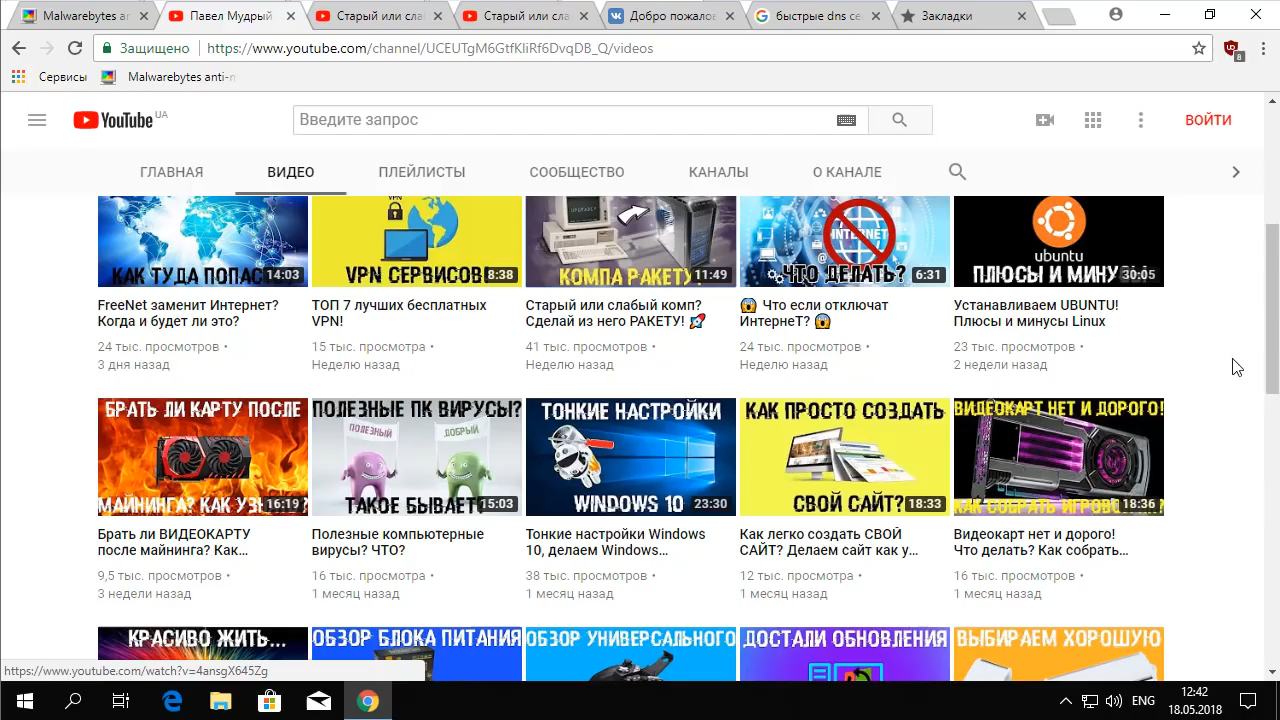 Malwarebytes an
Павел Мудрый
Старый или сла
Старый или сла
Добро пожалов
быстрые dns се
Закладки
Защищено
https://www.youtube.com/channel/UCEUTgM6GtfKliRf6DvqDB_Q/videos
8
Сервисы
Malwarebytes anti-m
YouTube UA
Введите запрос
ВОЙТИ
ГЛАВНАЯ
ВИДЕО
ПЛЕЙЛИСТЫ
СООБЩЕСТВО
КАНАЛЫ
О КАНАЛЕ
КАК ТУДА ПОПАС
14:03
VPN
VPN СЕРВИСОВ
8:38
КОМПА РАКЕТУ
11:49
INTERNET
ЧТО ДЕЛАТЬ?
6:31
ubuntu
ПЛЮСЫ И МИНУСЫ
30:05
FreeNet заменит Интернет?
Когда и будет ли это?
24 тыс. просмотров •
3 дня назад
ТОП 7 лучших бесплатных
VPN!
15 тыс. просмотра •
Неделю назад
Старый или слабый комп?
Сделай из него РАКЕТУ! 🚀
41 тыс. просмотров •
Неделю назад
😱 Что если отключат
ИнтернеТ? 😱
24 тыс. просмотров •
Неделю назад
Устанавливаем UBUNTU!
Плюсы и минусы Linux
23 тыс. просмотров •
2 недели назад
БРАТЬ ЛИ КАРТУ ПОСЛЕ
МАЙНИНГА? КАК УЗН
16:19
ПОЛЕЗНЫЕ ПК ВИРУСЫ?
ПОЛЕЗНЫЙ
ДОБРЫЙ
ТАКОЕ БЫВАЕТ
15:03
ТОНКИЕ НАСТРОЙКИ
WINDOWS 10
23:30
КАК ПРОСТО СОЗДАТЬ
СВОЙ САЙТ?
18:33
ВИДЕОКАРТ НЕТ И ДОРОГО!
КАК СОБРАТЬ ИГРОВО
18:36
Брать ли ВИДЕОКАРТУ
после майнинга? Как...
9,5 тыс. просмотров •
3 недели назад
Полезные компьютерные
вирусы? ЧТО?
16 тыс. просмотра •
1 месяц назад
Тонкие настройки Windows
10, делаем Windows...
38 тыс. просмотров •
1 месяц назад
Как легко создать СВОЙ
САЙТ? Делаем сайт как у...
12 тыс. просмотра •
1 месяц назад
Видеокарт нет и дорого!
Что делать? Как собрать...
16 тыс. просмотров •
1 месяц назад
КРАСИВО ЖИТЬ...
ОБЗОР БЛОКА ПИТАНИЯ
ОБЗОР УНИВЕРСАЛЬНОГО
ДОСТАЛИ ОБНОВЛЕНИЯ
ВЫБИРАЕМ ХОРОШУЮ
https://www.youtube.com/watch?v=4ansgX645Zg
ENG
12:42
18.05.2018